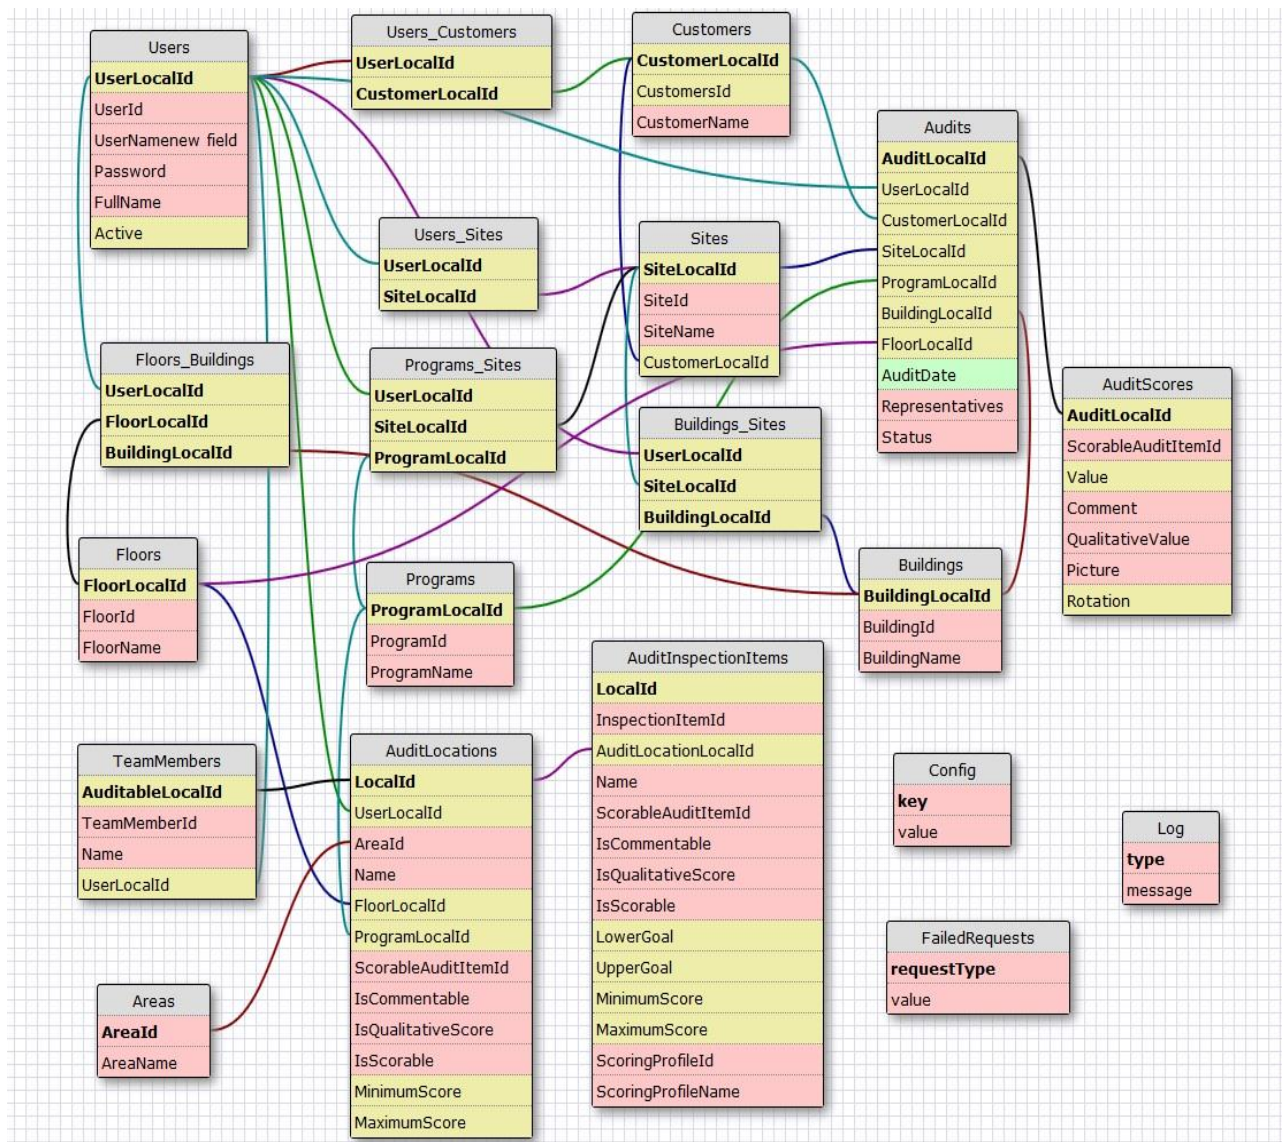 Users
UserLocalId
UserId
UserNamenew field
Password
FullName
Active
Users_Customers
UserLocalId
CustomerLocalId
Customers
CustomerLocalId
CustomersId
CustomerName
Audits
AuditLocalId
UserLocalId
CustomerLocalId
SiteLocalId
ProgramLocalId
BuildingLocalId
FloorLocalId
AuditDate
Representatives
Status
Users_Sites
UserLocalId
SiteLocalId
Sites
SiteLocalId
SiteId
SiteName
CustomerLocalId
Floors_Buildings
UserLocalId
FloorLocalId
BuildingLocalId
Programs_Sites
UserLocalId
SiteLocalId
ProgramLocalId
Buildings_Sites
UserLocalId
SiteLocalId
BuildingLocalId
AuditScores
AuditLocalId
ScorableAuditItemId
Value
Comment
QualitativeValue
Picture
Rotation
Floors
FloorLocalId
FloorId
FloorName
Programs
ProgramLocalId
ProgramId
ProgramName
Buildings
BuildingLocalId
BuildingId
BuildingName
AuditInspectionItems
LocalId
InspectionItemId
AuditLocationLocalId
Name
ScorableAuditItemId
IsCommentable
IsQualitativeScore
IsScorable
LowerGoal
UpperGoal
MinimumScore
MaximumScore
ScoringProfileId
ScoringProfileName
TeamMembers
AuditableLocalId
TeamMemberId
Name
UserLocalId
AuditLocations
LocalId
UserLocalId
AreaId
Name
FloorLocalId
ProgramLocalId
ScorableAuditItemId
IsCommentable
IsQualitativeScore
IsScorable
MinimumScore
MaximumScore
Config
key
value
Log
type
message
FailedRequests
requestType
value
Areas
AreaId
AreaName